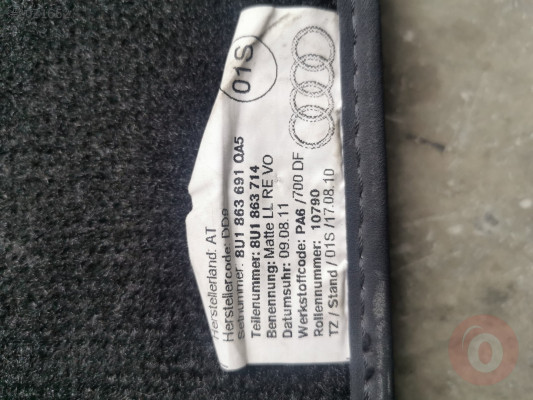 01S
Herstellerland: AT
Herstellercode:
Setnummer: 8U1 863 691 QA5
Teilenummer: 8U1 863 714
Benennung: Matte LL RE VO
Datumsuhr: 09.08.11
Werkstoffcode: PA6 /700 DF
Rollennummer: 10790
TZ / Stand / 01S /17.08.10